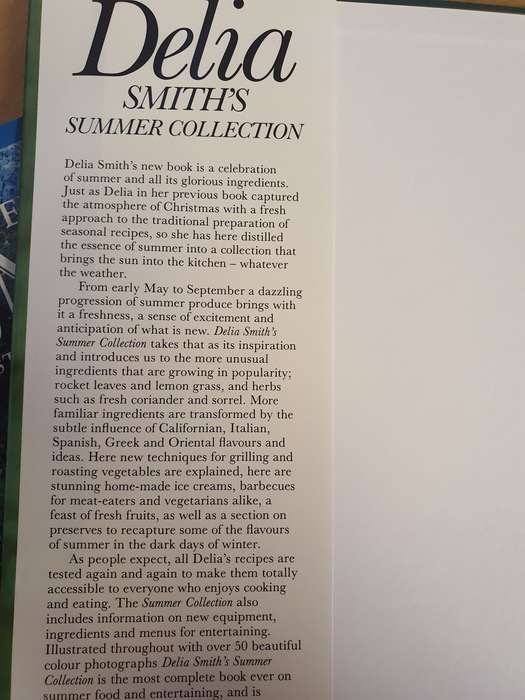 Delia
SMITH'S
SUMMER COLLECTION
Delia Smith's new book is a celebration
of summer and all its glorious ingredients.
Just as Delia in her previous book captured
the atmosphere of Christmas with a fresh
approach to the traditional preparation of
seasonal recipes, so she has here distilled
the essence of summer into a collection that
brings the sun into the kitchen – whatever
the weather.
From early May to September a dazzling
progression of summer produce brings with
it a freshness, a sense of excitement and
anticipation of what is new. Delia Smith's
Summer Collection takes that as its inspiration
and introduces us to the more unusual
ingredients that are growing in popularity;
rocket leaves and lemon grass, and herbs
such as fresh coriander and sorrel. More
familiar ingredients are transformed by the
subtle influence of Californian, Italian,
Spanish, Greek and Oriental flavours and
ideas. Here new techniques for grilling and
roasting vegetables are explained, here are
stunning home-made ice creams, barbecues
for meat-eaters and vegetarians alike, a
feast of fresh fruits, as well as a section on
preserves to recapture some of the flavours
of summer in the dark days of winter.
As people expect, all Delia's recipes are
tested again and again to make them totally
accessible to everyone who enjoys cooking
and eating. The Summer Collection also
includes information on new equipment,
ingredients and menus for entertaining.
Illustrated throughout with over 50 beautiful
colour photographs Delia Smith's Summer
Collection is the most complete book ever on
summer food and entertaining, and is